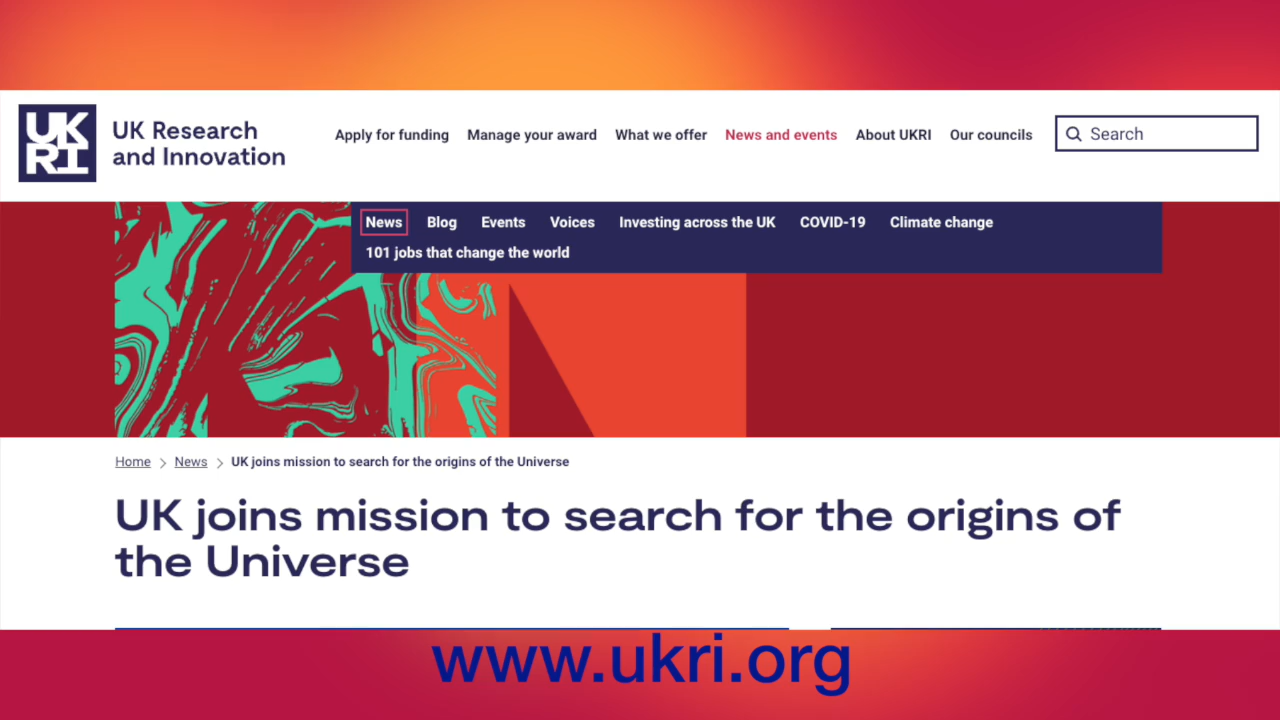 UK
RI
UK Research
and Innovation
Apply for funding Manage your award What we offer News and events About UKRI Our councils Search
News Blog Events Voices Investing across the UK COVID-19 Climate change
101 jobs that change the world
Home > News > UK joins mission to search for the origins of the Universe
UK joins mission to search for the origins of
the Universe
www.ukri.org